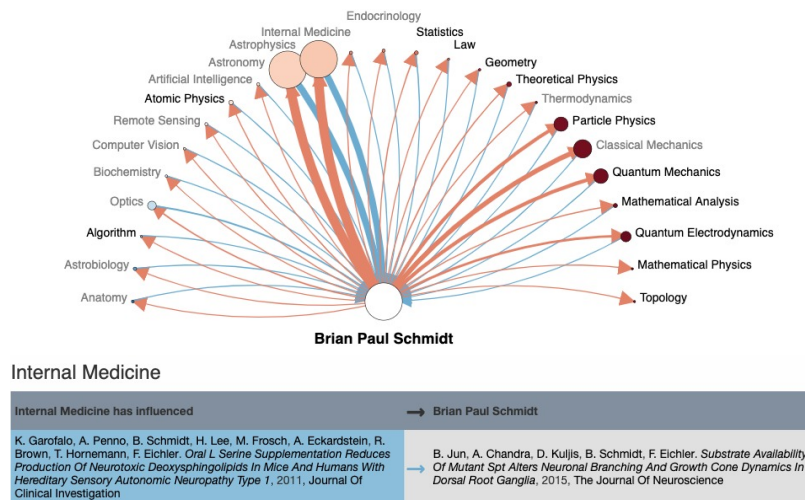 Endocrinology
Internal Medicine
Statistics
Astrophysics
Law
Astronomy
Geometry
Artificial Intelligence
Theoretical Physics
Atomic Physics
Thermodynamics
Remote Sensing
Particle Physics
Computer Vision
Classical Mechanics
Biochemistry
Quantum Mechanics
Optics
Mathematical Analysis
Algorithm
Quantum Electrodynamics
Astrobiology
Mathematical Physics
Anatomy
Topology
Brian Paul Schmidt
Internal Medicine
Internal Medicine has influenced → Brian Paul Schmidt
K. Garofalo, A. Penno, B. Schmidt, H. Lee, M. Frosch, A. Eckardstein, R.
Brown, T. Hornemann, F. Eichler. Oral L Serine Supplementation Reduces
Production Of Neurotoxic Deoxysphingolipids In Mice And Humans With
Hereditary Sensory Autonomic Neuropathy Type 1, 2011, Journal Of
Clinical Investigation
→
B. Jun, A. Chandra, D. Kuljis, B. Schmidt, F. Eichler. Substrate Availability
Of Mutant Spt Alters Neuronal Branching And Growth Cone Dynamics In
Dorsal Root Ganglia, 2015, The Journal of Neuroscience